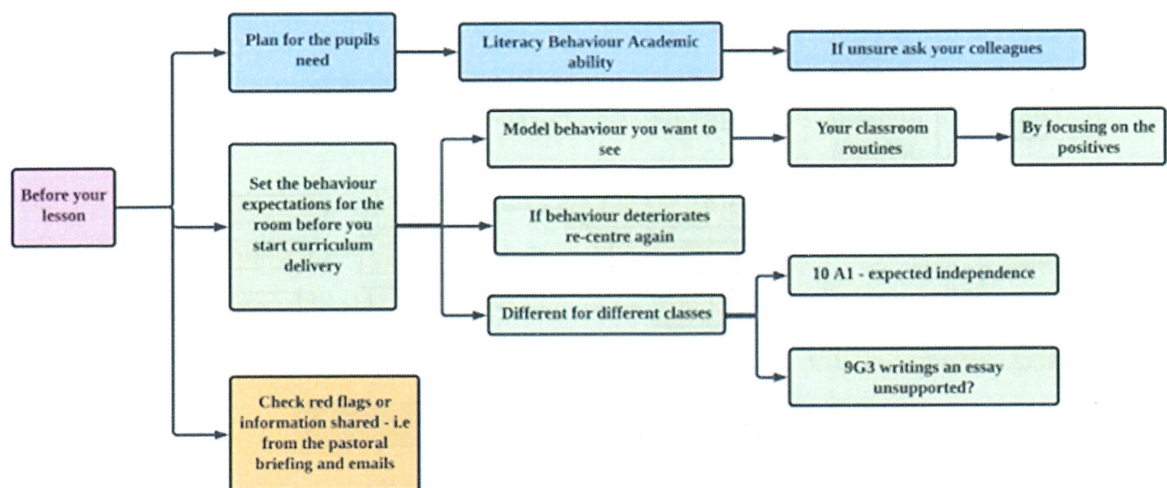 Plan for the pupils
need
Literacy Behaviour Academic
ability
If unsure ask your colleagues
Before your
lesson
Set the behaviour
expectations for the
room before you
start curriculum
delivery
Model behaviour you want to
see
Your classroom
routines
By focusing on the
positives
If behaviour deteriorates
re-centre again
Different for different classes
10 A1 - expected independence
9G3 writings an essay
unsupported?
Check red flags or
information shared - i.e
from the pastoral
briefing and emails